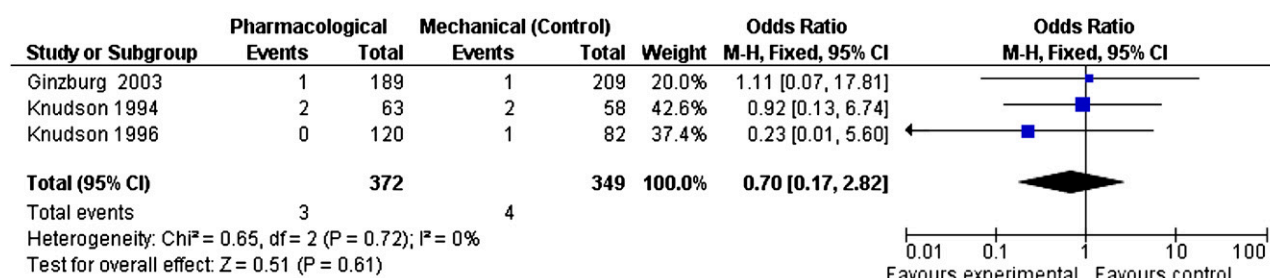 Pharmacological Mechanical (Control) Odds Ratio Odds Ratio
Study or Subgroup Events Total Events Total Weight M-H, Fixed, 95% CI M-H, Fixed, 95% CI
Ginzburg 2003 1 189 1 209 20.0% 1.11 [0.07, 17.81]
Knudson 1994 2 63 2 58 42.6% 0.92 [0.13, 6.74]
Knudson 1996 0 120 1 82 37.4% 0.23 [0.01, 5.60]
Total (95% CI) 372 349 100.0% 0.70 [0.17, 2.82]
Total events 3 4
Heterogeneity: Chi² = 0.65, df = 2 (P = 0.72); I² = 0%
Test for overall effect: Z = 0.51 (P = 0.61)
0.01 0.1 1 10 100
Favours experimental Favours control